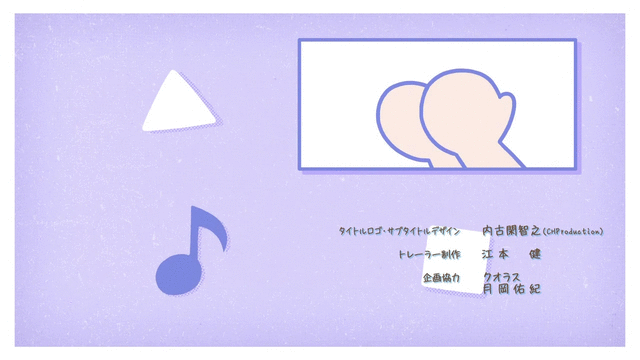 タイトルロゴ・サブタイトルデザイン 内古閑智之(CHProduction)
トレーラー制作 江本 健
企画協力 クオラス
月岡佑紀